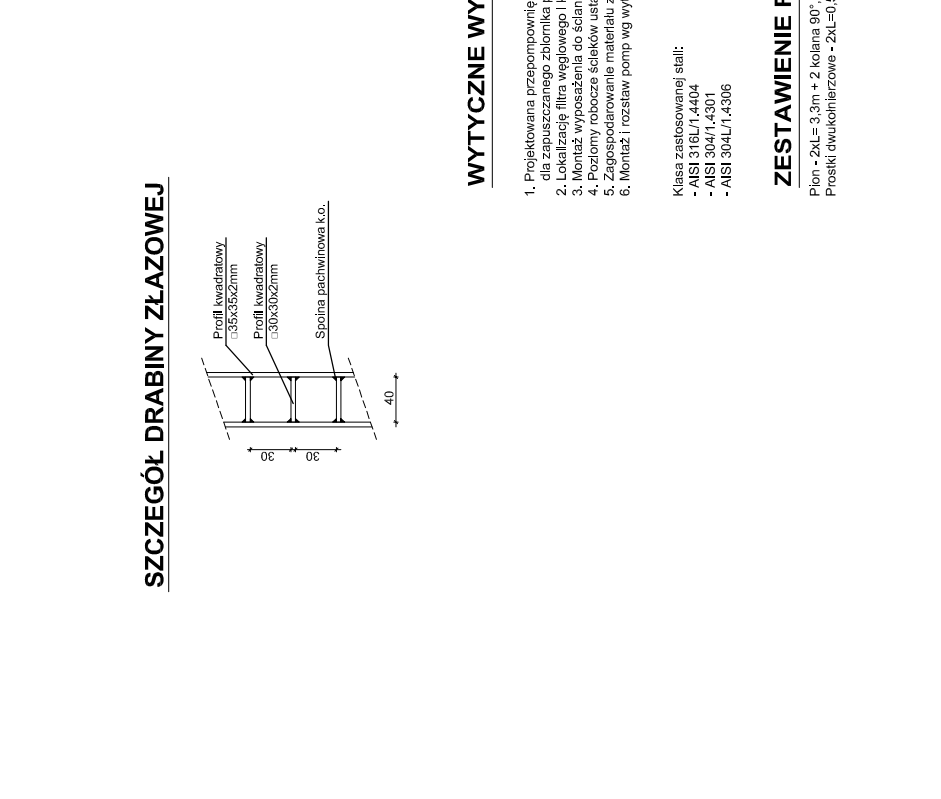 SZCZEGÓŁ DRABINY ZŁAZOWEJ
Profil kwadratowy
□35x35x2mm
Profil kwadratowy
□30x30x2mm
Spoina pachwinowa k.o.
30
30
40
WYTYCZNE WY
1. Projektowana przepompownię
dla zapuszczanego zbiornika p
2. Lokalizację filtra węglowego i k
3. Montaż wyposażenia do ścian
4. Poziomy robocze ścieków usta
5. Zagospodarowanie materiału z
6. Montaż i rozstaw pomp wg wyt
Klasa zastosowanej stali:
- AISI 316L/1.4404
- AISI 304/1.4301
- AISI 304L/1.4306
ZESTAWIENIE
Pion - 2xL= 3,3m + 2 kolana 90°,
Prostki dwukołnierzowe - 2xL=0,5